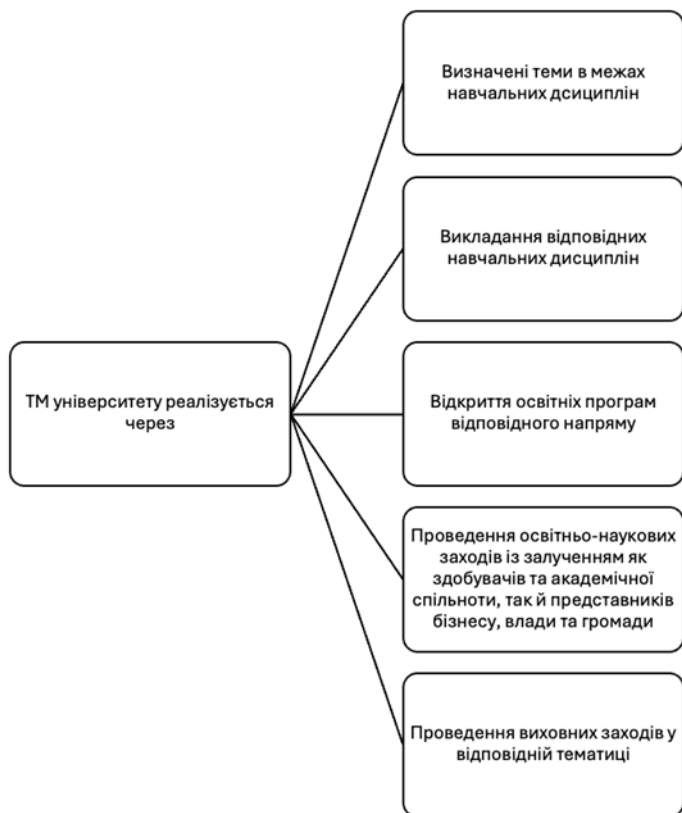 Визначені теми в межах
навчальних дсициплін
Викладання відповідних
навчальних дисциплін
ТМ університету реалізується
через
Відкриття освітніх програм
відповідного напряму
Проведення освітньо-наукових
заходів із залученням як
здобувачів та академічної
спільноти, так й представників
бізнесу, влади та громади
Проведення виховних заходів у
відповідній тематиці